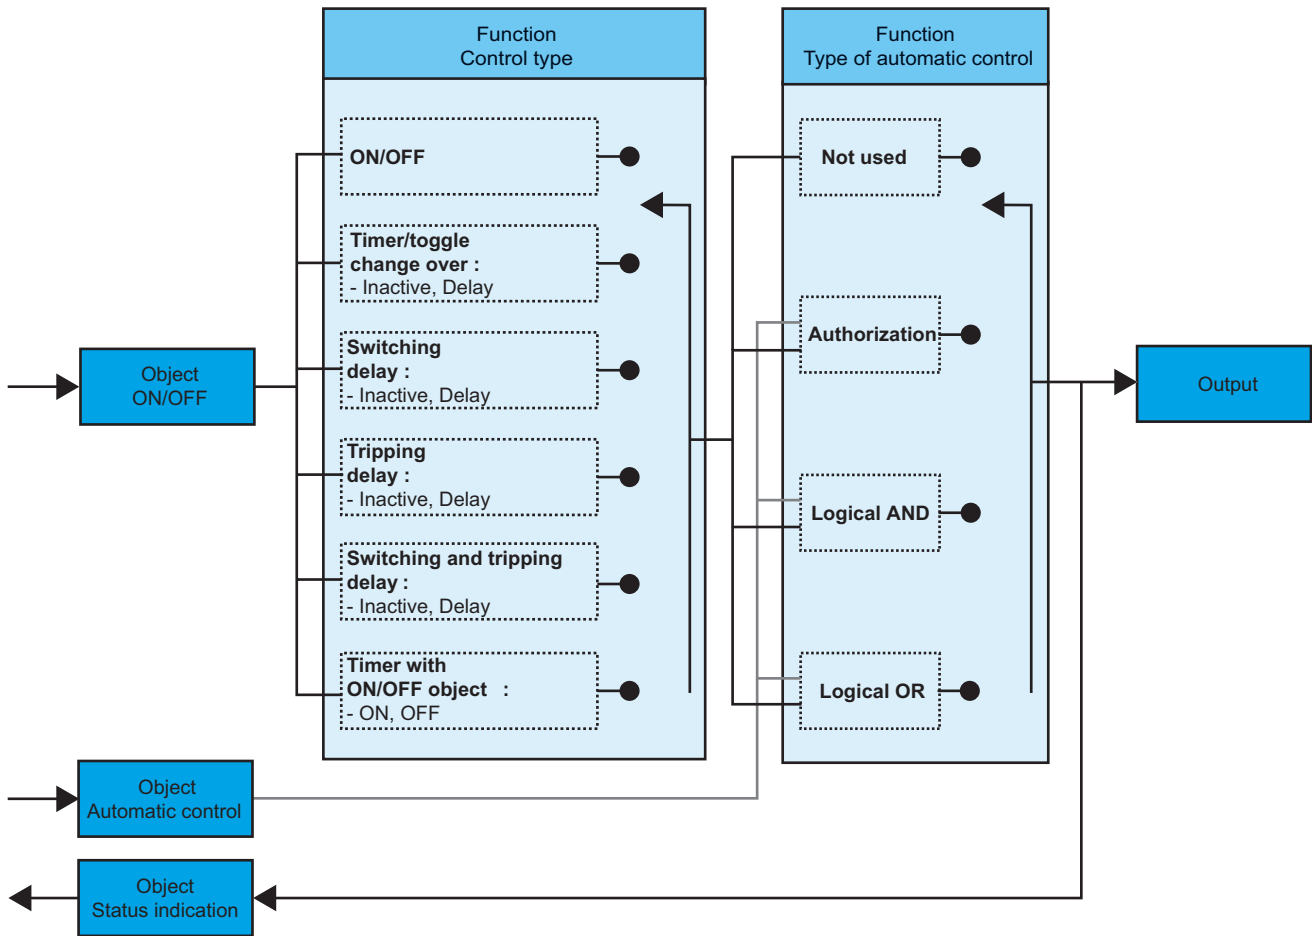 Function
Control type
Function
Type of automatic control
ON/OFF
Timer/toggle
change over :
- Inactive, Delay
Switching
delay :
- Inactive, Delay
Tripping
delay :
- Inactive, Delay
Switching and tripping
delay :
- Inactive, Delay
Timer with
ON/OFF object :
- ON, OFF
Not used
Authorization
Logical AND
Logical OR
Object
ON/OFF
Output
Object
Automatic control
Object
Status indication